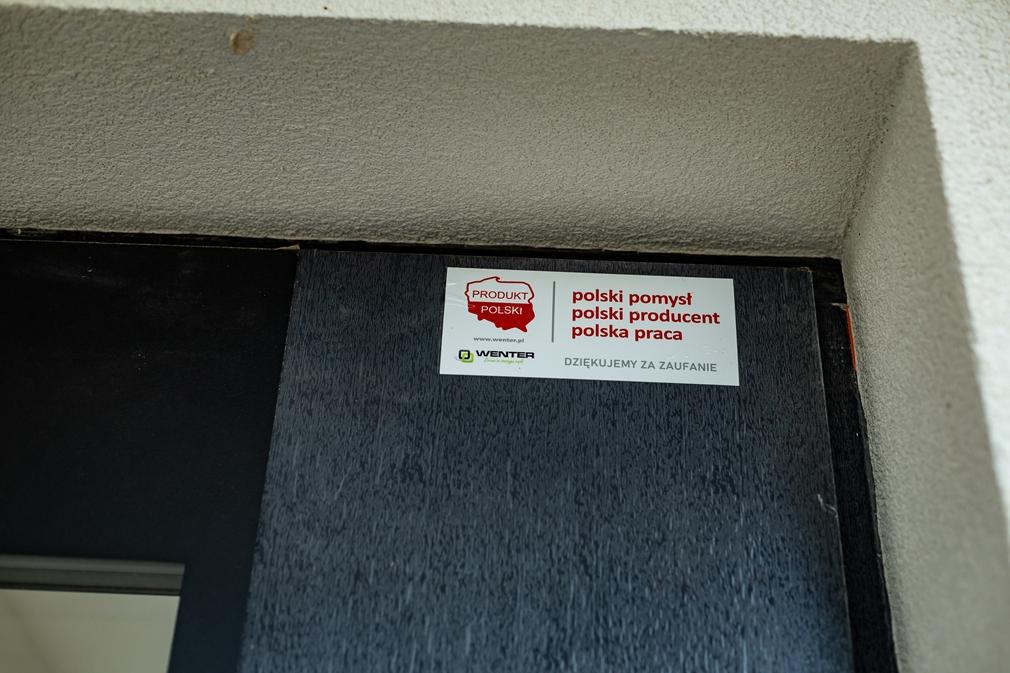 PRODUKT
POLSKI
www.wenter.pl
WENTER
polski pomysł
polski producent
polska praca
DZIĘKUJEMY ZA ZAUFANIE